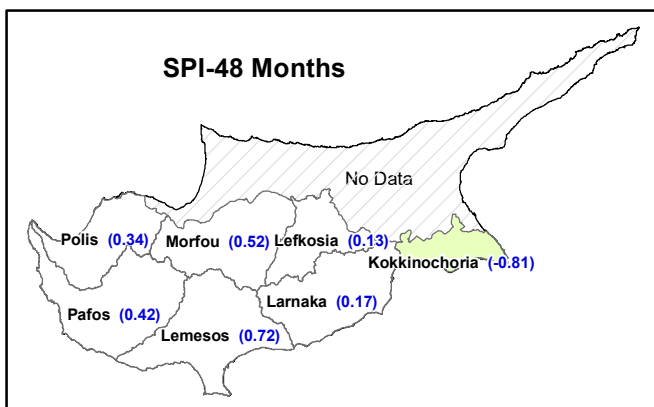 SPI-48 Months
No Data
Polis (0.34)
Morfou (0.52)
Lefkosia (0.13)
Kokkinochoria (-0.81)
Pafos (0.42)
Larnaka (0.17)
Lemesos (0.72)